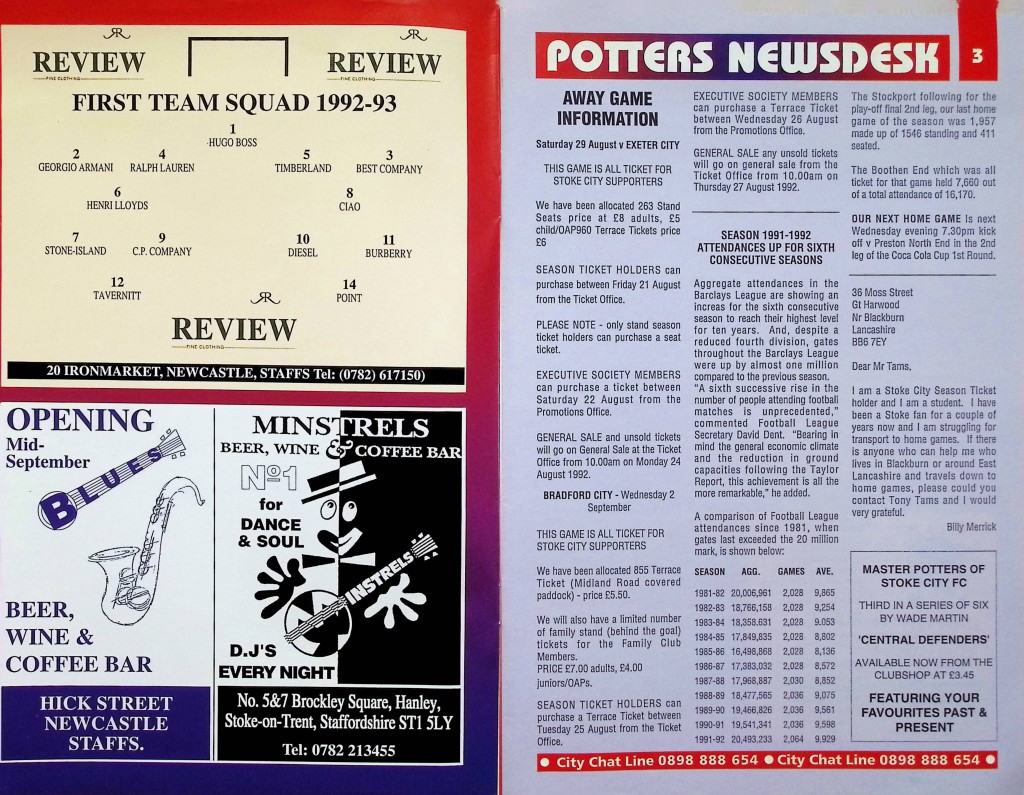 REVIEW
FINE CLOTHING
REVIEW
FINE CLOTHING
FIRST TEAM SQUAD 1992-93
1
HUGO BOSS
2
GEORGIO ARMANI
4
RALPH LAUREN
5
TIMBERLAND
3
BEST COMPANY
6
HENRI LLOYDS
8
CIAO
7
STONE-ISLAND
9
C.P. COMPANY
10
DIESEL
11
BURBERRY
12
TAVERNITT
14
POINT
REVIEW
FINE CLOTHING
20 IRONMARKET, NEWCASTLE, STAFFS Tel: (0782) 617150)
OPENING
Mid-
September
BLUES
BEER,
WINE &
COFFEE BAR
HICK STREET
NEWCASTLE
STAFFS.
MINSTRELS
BEER, WINE & COFFEE BAR
Nº1
for
DANCE
& SOUL
MINSTRELS
D.J'S
EVERY NIGHT
No. 5&7 Brockley Square, Hanley,
Stoke-on-Trent, Staffordshire ST1 5LY
Tel: 0782 213455
POTTERS NEWSDESK
3
AWAY GAME
INFORMATION
Saturday 29 August v EXETER CITY
THIS GAME IS ALL TICKET FOR
STOKE CITY SUPPORTERS
We have been allocated 263 Stand
Seats price at £8 adults, £5
child/OAP960 Terrace Tickets price
£6
SEASON TICKET HOLDERS can
purchase between Friday 21 August
from the Ticket Office.
PLEASE NOTE - only stand season
ticket holders can purchase a seat
ticket.
EXECUTIVE SOCIETY MEMBERS
can purchase a ticket between
Saturday 22 August from the
Promotions Office.
GENERAL SALE and unsold tickets
will go on General Sale at the Ticket
Office from 10.00am on Monday 24
August 1992.
BRADFORD CITY - Wednesday 2
September
THIS GAME IS ALL TICKET FOR
STOKE CITY SUPPORTERS
We have been allocated 855 Terrace
Ticket (Midland Road covered
paddock) - price £5.50.
We will also have a limited number
of family stand (behind the goal)
tickets for the Family Club
Members.
PRICE £7.00 adults, £4.00
juniors/OAPs.
SEASON TICKET HOLDERS can
purchase a Terrace Ticket between
Tuesday 25 August from the Ticket
Office.
EXECUTIVE SOCIETY MEMBERS
can purchase a Terrace Ticket
between Wednesday 26 August
from the Promotions Office.
GENERAL SALE any unsold tickets
will go on general sale from the
Ticket Office from 10.00am on
Thursday 27 August 1992.
SEASON 1991-1992
ATTENDANCES UP FOR SIXTH
CONSECUTIVE SEASONS
Aggregate attendances in the
Barclays League are showing an
increas for the sixth consecutive
season to reach their highest level
for ten years. And, despite a
reduced fourth division, gates
throughout the Barclays League
were up by almost one million
compared to the previous season.
"A sixth successive rise in the
number of people attending football
matches is unprecedented,"
commented Football League
Secretary David Dent. "Bearing in
mind the general economic climate
and the reduction in ground
capacities following the Taylor
Report, this achievement is all the
more remarkable," he added.
A comparison of Football League
attendances since 1981, when
gates last exceeded the 20 million
mark, is shown below:
SEASON AGG. GAMES AVE.
1981-82 20,006,961 2,028 9,865
1982-83 18,766,158 2,028 9,254
1983-84 18,358,631 2,028 9.053
1984-85 17,849,835 2,028 8,802
1985-86 16,498,868 2,028 8,136
1986-87 17,383,032 2,028 8,572
1987-88 17,968,887 2,030 8,852
1988-89 18,477,565 2,036 9,075
1989-90 19,466,826 2,036 9,561
1990-91 19,541,341 2,036 9,598
1991-92 20,493,233 2,064 9,929
The Stockport following for the
play-off final 2nd leg, our last home
game of the season was 1,957
made up of 1546 standing and 411
seated.
The Boothen End which was all
ticket for that game held 7,660 out
of a total attendance of 16,170.
OUR NEXT HOME GAME Is next
Wednesday evening 7.30pm kick
off v Preston North End in the 2nd
leg of the Coca Cola Cup 1st Round.
36 Moss Street
Gt Harwood
Nr Blackburn
Lancashire
BB6 7EY
Dear Mr Tams,
I am a Stoke City Season Ticket
holder and I am a student. I have
been a Stoke fan for a couple of
years now and I am struggling for
transport to home games. If there
is anyone who can help me who
lives in Blackburn or around East
Lancashire and travels down to
home games, please could you
contact Tony Tams and I would
very grateful.
Billy Merrick
MASTER POTTERS OF
STOKE CITY FC
THIRD IN A SERIES OF SIX
BY WADE MARTIN
'CENTRAL DEFENDERS'
AVAILABLE NOW FROM THE
CLUBSHOP AT £3.45
FEATURING YOUR
FAVOURITES PAST &
PRESENT
City Chat Line 0898 888 654 City Chat Line 0898 888 654